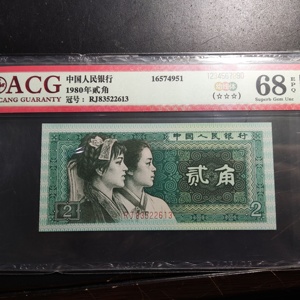 ACG
CANG GUARANTY
中国人民银行
16574951
1980年贰角
冠号： RJ83522613
(☆☆☆)
68
EPQ
Superb Gem Unc
中国人民银行
贰角
RJ83522613
2
2